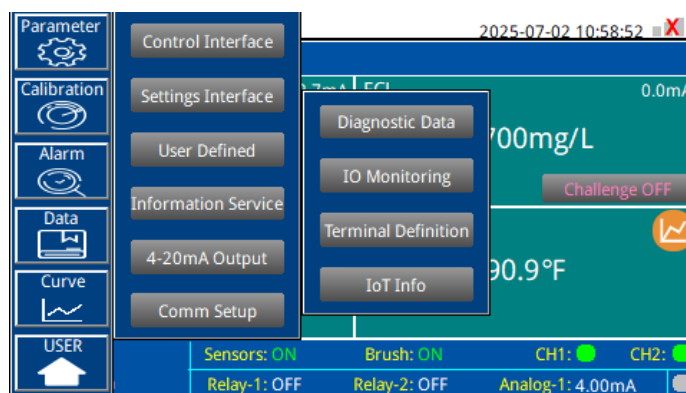 Parameter
Calibration
Alarm
Data
Curve
USER
Control Interface
Settings Interface
User Defined
Information Service
4-20mA Output
Comm Setup
Diagnostic Data
IO Monitoring
Terminal Definition
IoT Info
2025-07-02 10:58:52
0.0mA
700mg/L
Challenge OFF
90.9°F
Sensors: ON Brush: ON CH1: CH2:
Relay-1: OFF Relay-2: OFF Analog-1: 4.00mA